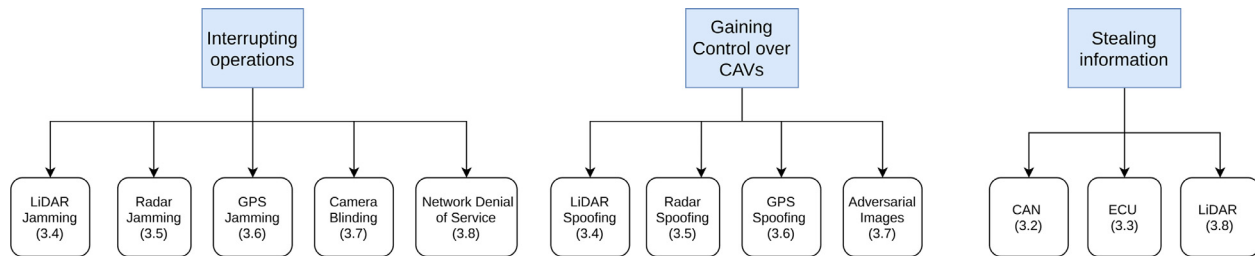 Interrupting
operations
Gaining
Control over
CAVs
Stealing
information
LiDAR
Jamming
(3.4)
Radar
Jamming
(3.5)
GPS
Jamming
(3.6)
Camera
Blinding
(3.7)
Network Denial
of Service
(3.8)
LiDAR
Spoofing
(3.4)
Radar
Spoofing
(3.5)
GPS
Spoofing
(3.6)
Adversarial
Images
(3.7)
CAN
(3.2)
ECU
(3.3)
LiDAR
(3.8)